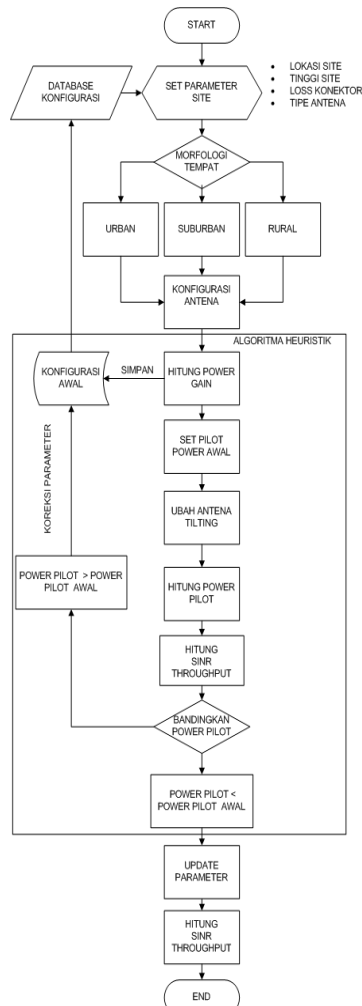 START
DATABASE
KONFIGURASI
SET PARAMETER
SITE
• LOKASI SITE
• TINGGI SITE
• LOSS KONEKTOR
• TIPE ANTENA
MORFOLOGI
TEMPAT
URBAN
SUBURBAN
RURAL
KONFIGURASI
ANTENA
ALGORITMA HEURISTIK
KONFIGURASI
AWAL
SIMPAN
HITUNG POWER
GAIN
SET PILOT
POWER AWAL
KOREKSI PARAMETER
UBAH ANTENA
TILTING
POWER PILOT > POWER
PILOT AWAL
HITUNG POWER
PILOT
HITUNG
SINR
THROUGHPUT
BANDINGKAN
POWER PILOT
POWER PILOT <
POWER PILOT AWAL
UPDATE
PARAMETER
HITUNG
SINR
THROUGHPUT
END